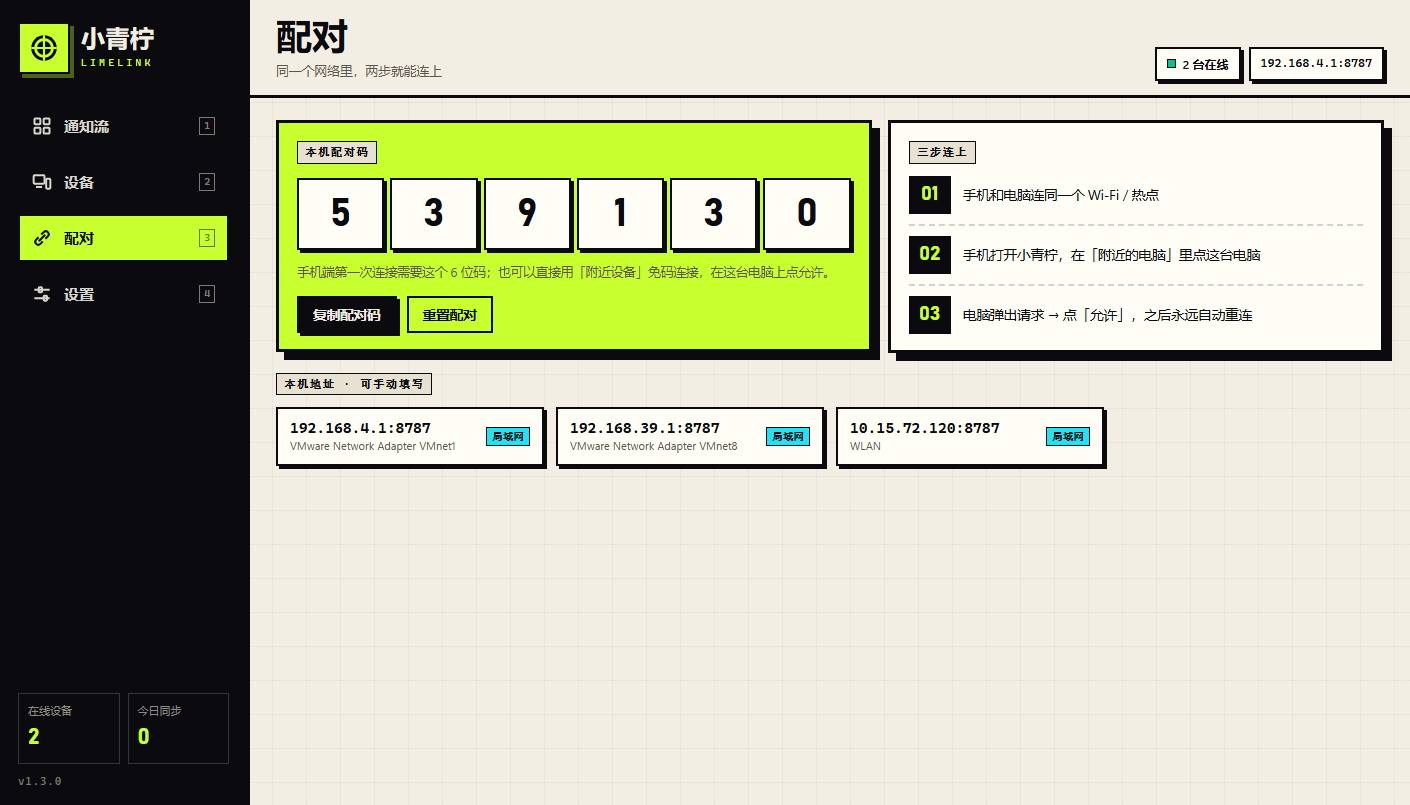 小青柠
LIMELINK
通知流 1
设备 2
配对 3
设置 4
在线设备
2
今日同步
0
v1.3.0
配对
同一个网络里，两步就能连上
2 台在线
192.168.4.1:8787
本机配对码
5 3 9 1 3 0
手机端第一次连接需要这个 6 位码；也可以直接用「附近设备」免码连接，在这台电脑上点允许。
复制配对码
重置配对
三步连上
01 手机和电脑连同一个 Wi-Fi / 热点
02 手机打开小青柠，在「附近的电脑」里点这台电脑
03 电脑弹出请求 → 点「允许」，之后永远自动重连
本机地址 · 可手动填写
192.168.4.1:8787
VMware Network Adapter VMnet1
局域网
192.168.39.1:8787
VMware Network Adapter VMnet8
局域网
10.15.72.120:8787
WLAN
局域网